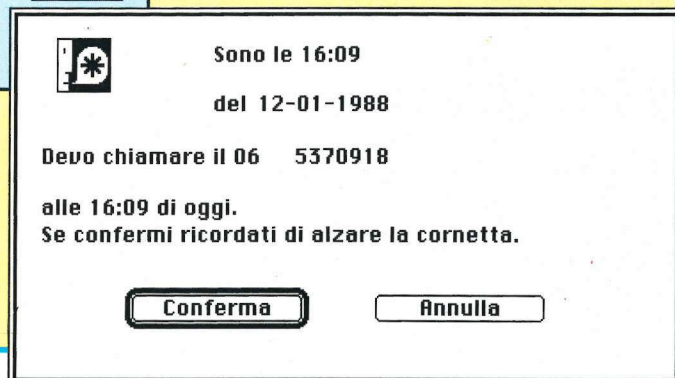 Sono le 16:09
del 12-01-1988
Devo chiamare il 06 5370918
alle 16:09 di oggi.
Se confermi ricordati di alzare la cornetta.
Conferma Annulla